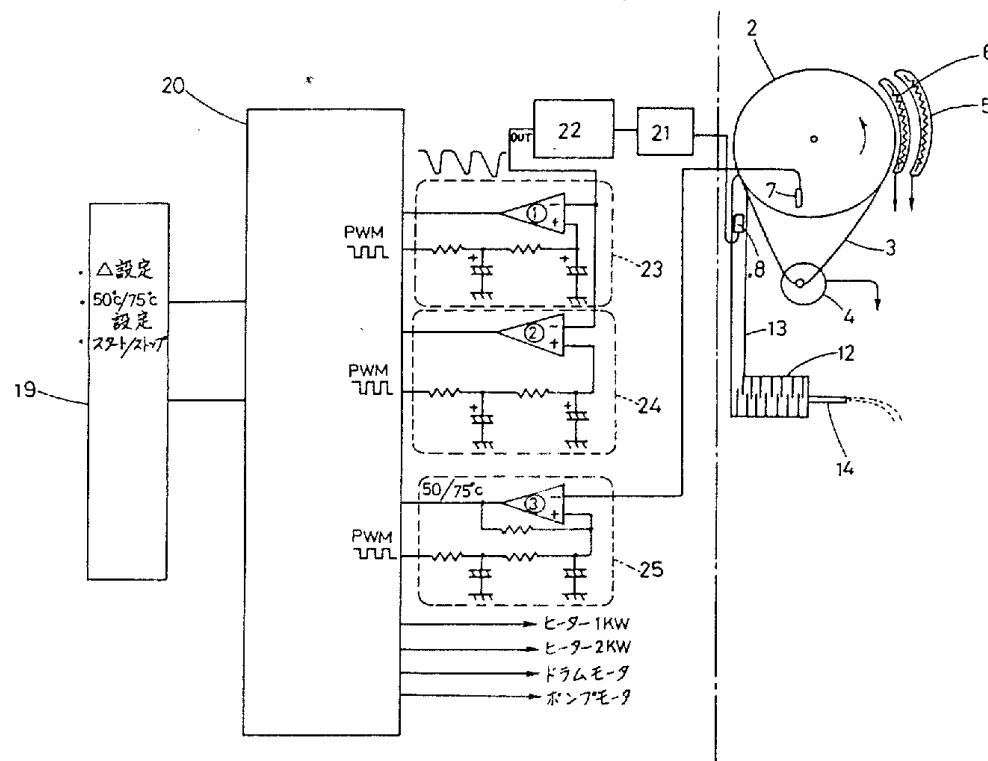 2
6
5
20
OUT
22
21
7
①
PWM
23
8
3
4
・△設定
・50℃/75℃
設定
・スタート/ストップ
②
PWM
24
13
12
14
19
50/75℃
③
PWM
25
ヒーター1KW
ヒーター2KW
ドラムモータ
ポンプモータ